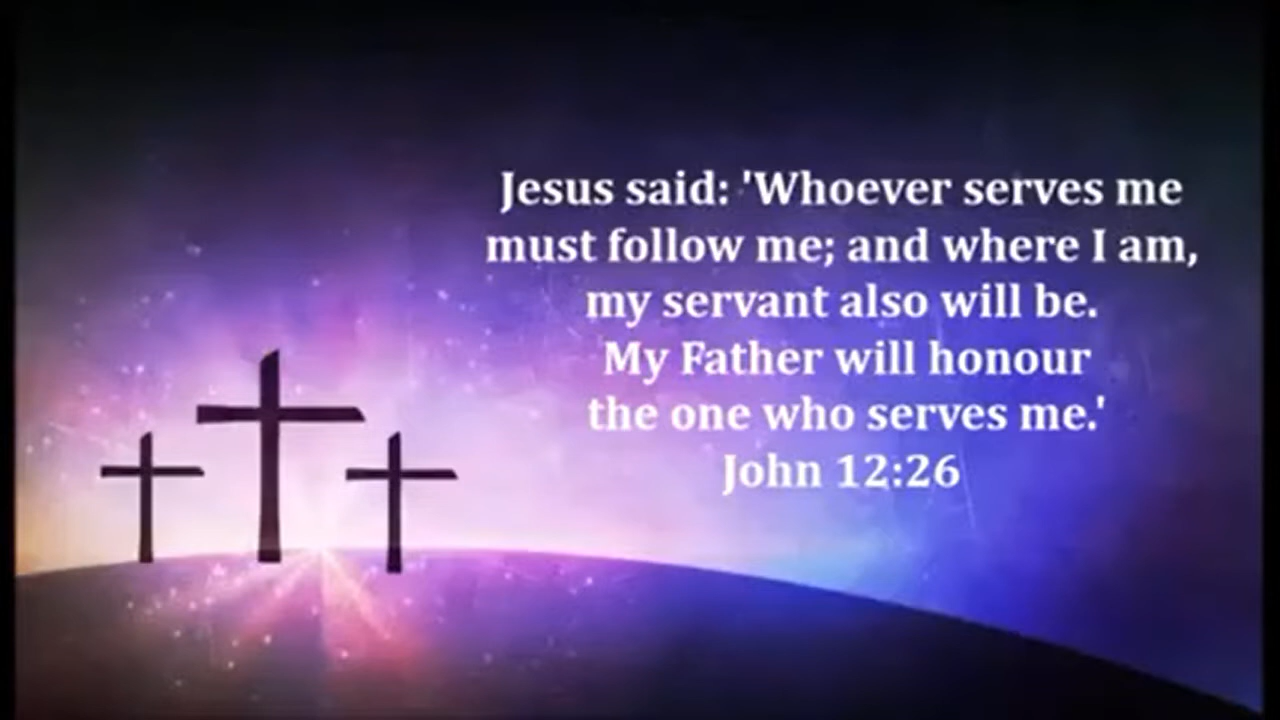 Jesus said: 'Whoever serves me
must follow me; and where I am,
my servant also will be.
My Father will honour
the one who serves me.'
John 12:26